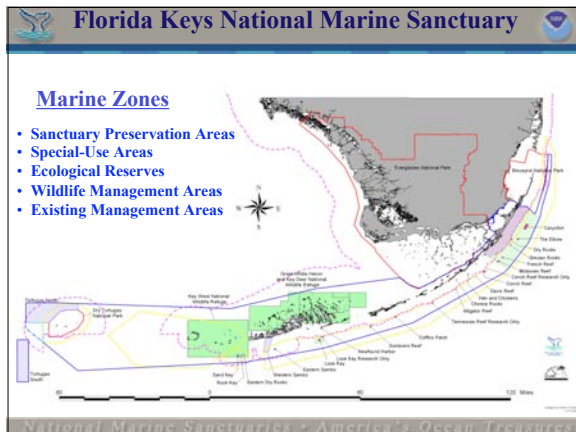 Florida Keys National Marine Sanctuary
Marine Zones
• Sanctuary Preservation Areas
• Special-Use Areas
• Ecological Reserves
• Wildlife Management Areas
• Existing Management Areas
N
W
E
S
Everglades National Park
Biscayne National Park
Carysfort
The Elbow
Dry Rocks
Grecian Rocks
French Reef
Molasses Reef
Conch Reef Research Only
Conch Reef
Davis Reef
Hen and Chickens
Cheeca Rocks
Alligator Reef
Tennessee Reef Research Only
Coffins Patch
Sombrero Reef
Newfound Harbor
Looe Key Research Only
Looe Key
Eastern Sambo
Western Sambo
Eastern Dry Rocks
Rock Key
Sand Key
Great White Heron
and Key Deer National
Wildlife Refuge
Key West National
Wildlife Refuge
Tortugas North
Dry Tortugas
National Park
Tortugas
South
60
0
60
120 Miles
National Marine Sanctuaries • America's Ocean Treasures